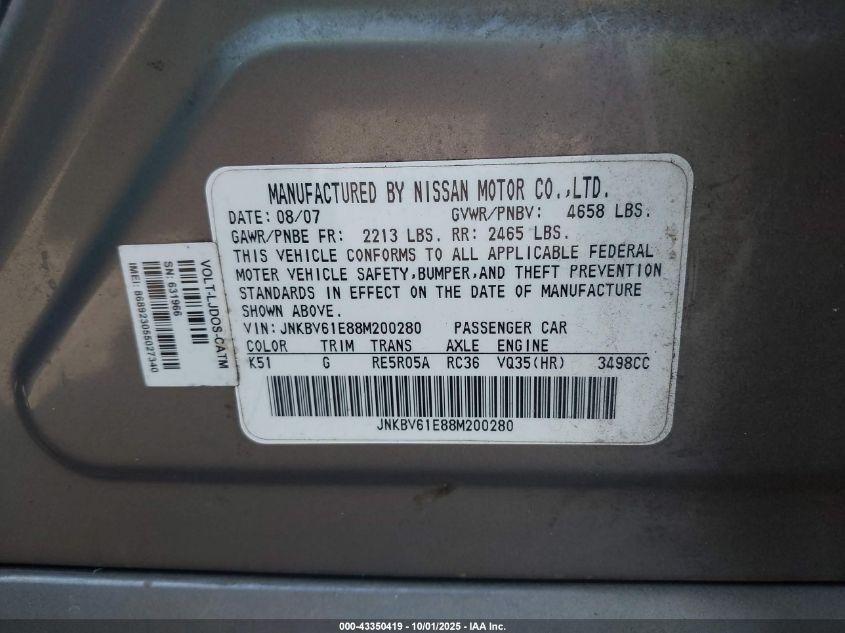 MANUFACTURED BY NISSAN MOTOR CO.,LTD.
DATE: 08/07 GVWR/PNBV: 4658 LBS.
GAWR/PNBE FR: 2213 LBS. RR: 2465 LBS.
THIS VEHICLE CONFORMS TO ALL APPLICABLE FEDERAL
MOTER VEHICLE SAFETY,BUMPER,AND THEFT PREVENTION
STANDARDS IN EFFECT ON THE DATE OF MANUFACTURE
SHOWN ABOVE.
VIN: JNKBV61E88M200280 PASSENGER CAR
COLOR TRIM TRANS AXLE ENGINE
K51 G RE5R05A RC36 VQ35(HR) 3498CC
JNKBV61E88M200280
VOLT-LJDOS-CATM
SN: 631966
IMEI: 868923055027340
000-43350419 - 10/01/2025 - IAA Inc.